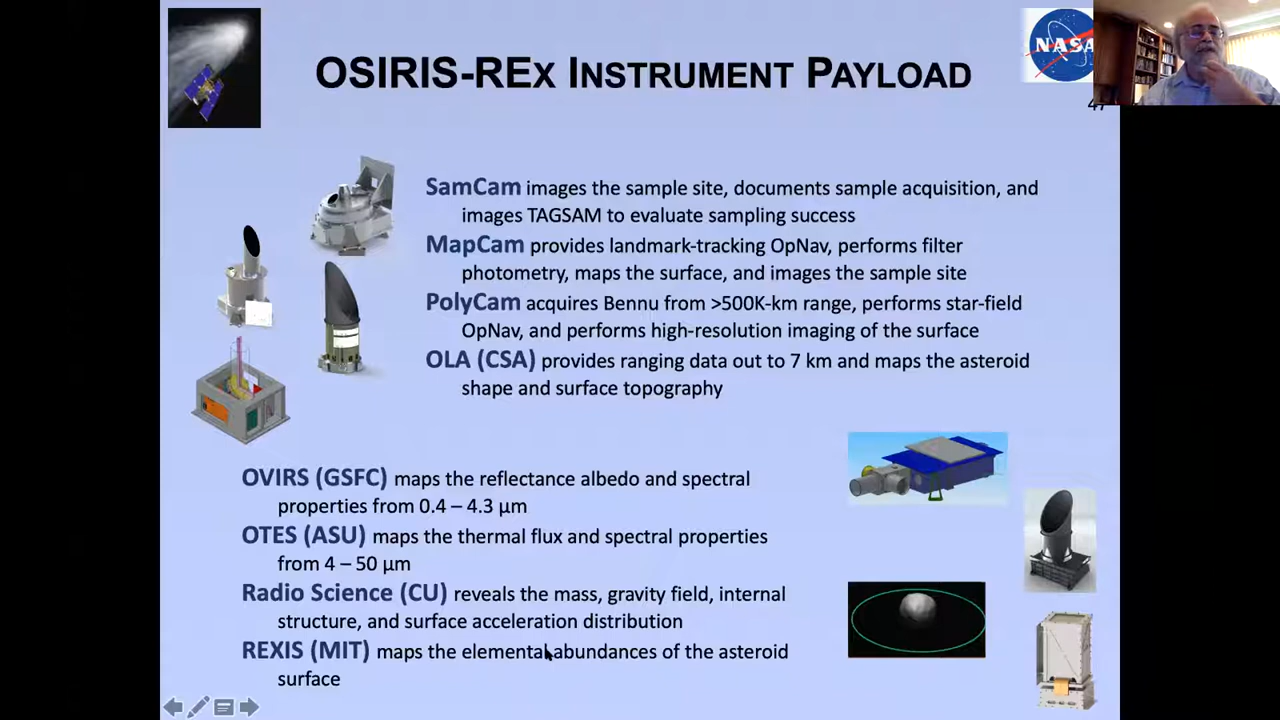 OSIRIS-REx Instrument Payload
NASA
47
SamCam images the sample site, documents sample acquisition, and
images TAGSAM to evaluate sampling success
MapCam provides landmark-tracking OpNav, performs filter
photometry, maps the surface, and images the sample site
PolyCam acquires Bennu from >500K-km range, performs star-field
OpNav, and performs high-resolution imaging of the surface
OLA (CSA) provides ranging data out to 7 km and maps the asteroid
shape and surface topography
OVIRS (GSFC) maps the reflectance albedo and spectral
properties from 0.4 – 4.3 μm
OTES (ASU) maps the thermal flux and spectral properties
from 4 – 50 μm
Radio Science (CU) reveals the mass, gravity field, internal
structure, and surface acceleration distribution
REXIS (MIT) maps the elemental abundances of the asteroid
surface